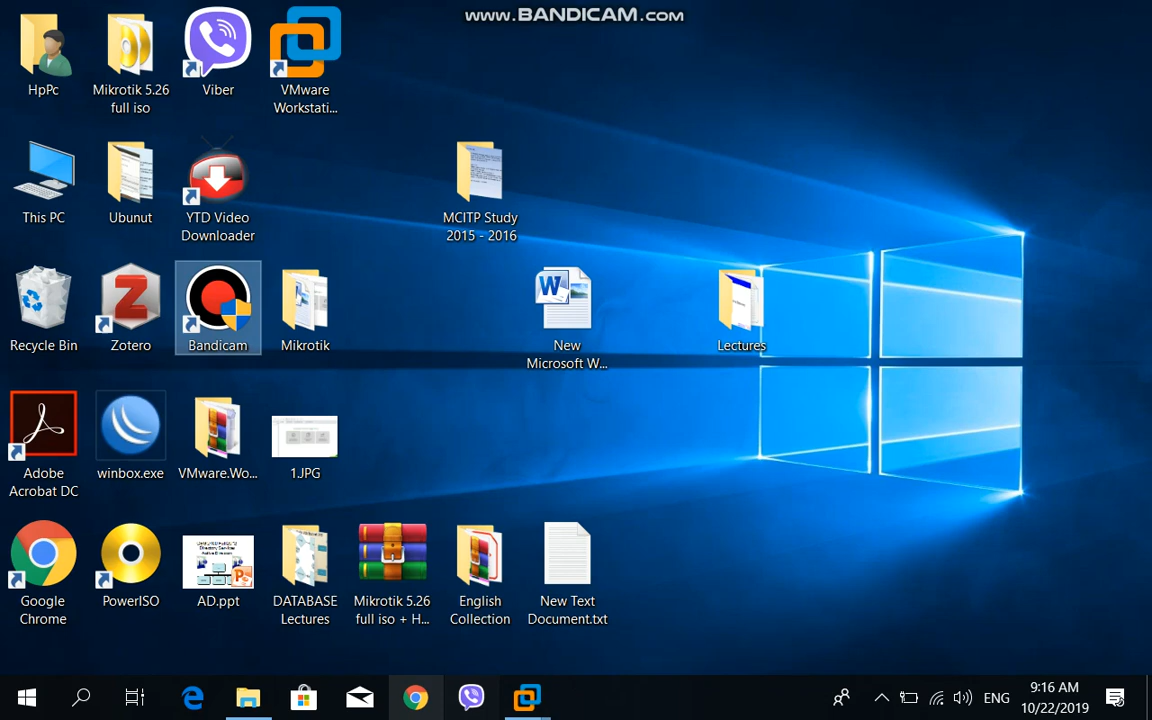 www.BANDICAM.com
HpPc
Mikrotik 5.26
full iso
Viber
VMware
Workstati...
This PC
Ubunut
YTD Video
Downloader
MCITP Study
2015 - 2016
Recycle Bin
Zotero
Bandicam
Mikrotik
New
Microsoft W...
Lectures
Adobe
Acrobat DC
winbox.exe
VMware.Wo...
1.JPG
Google
Chrome
PowerISO
AD.ppt
DATABASE
Lectures
Mikrotik 5.26
full iso + H...
English
Collection
New Text
Document.txt
ENG
9:16 AM
10/22/2019